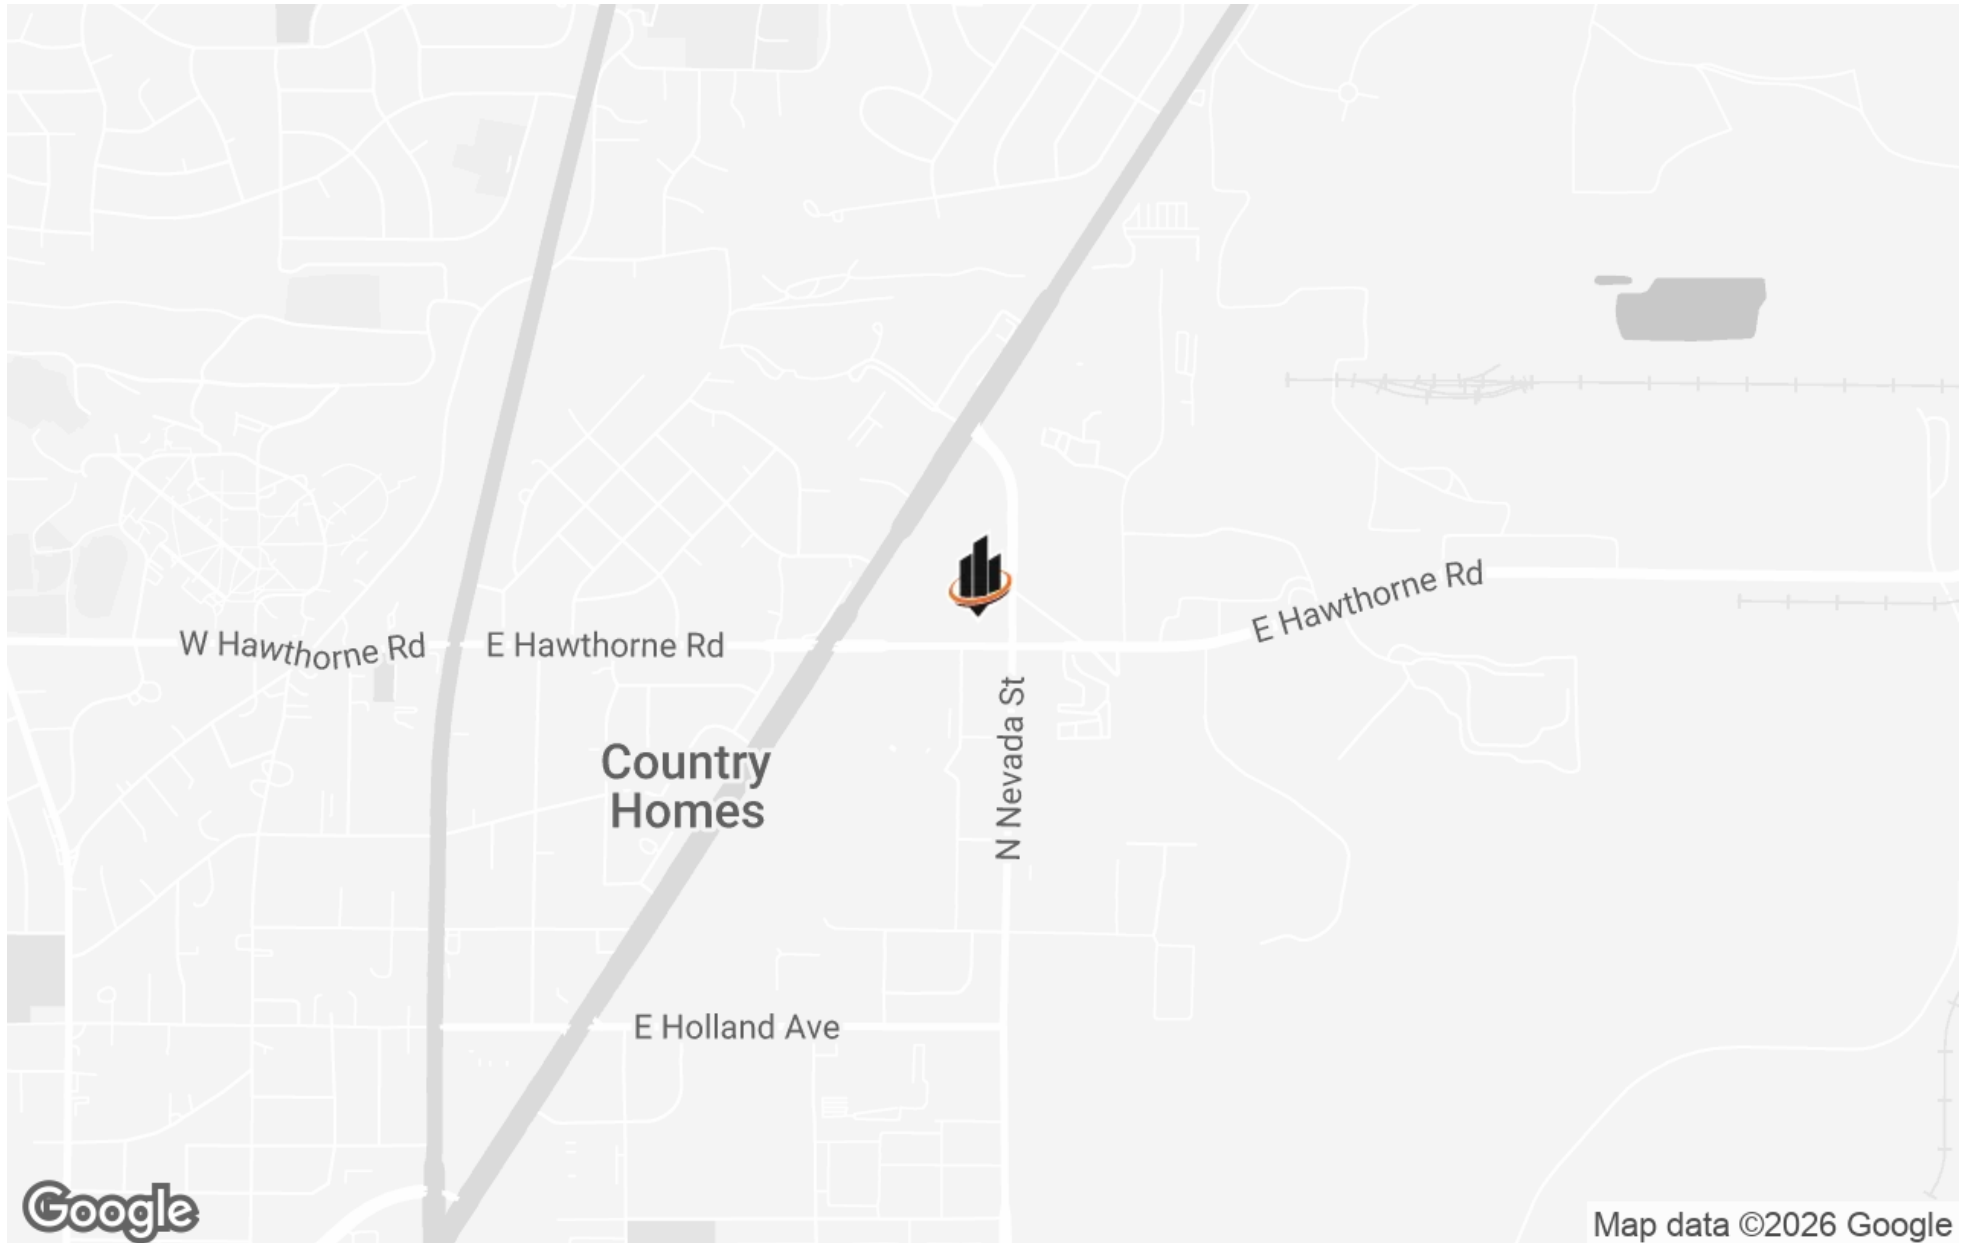 E Hawthorne Rd
W Hawthorne Rd
E Hawthorne Rd
N Nevada St
Country
Homes
E Holland Ave
Google
Map data ©2026 Google